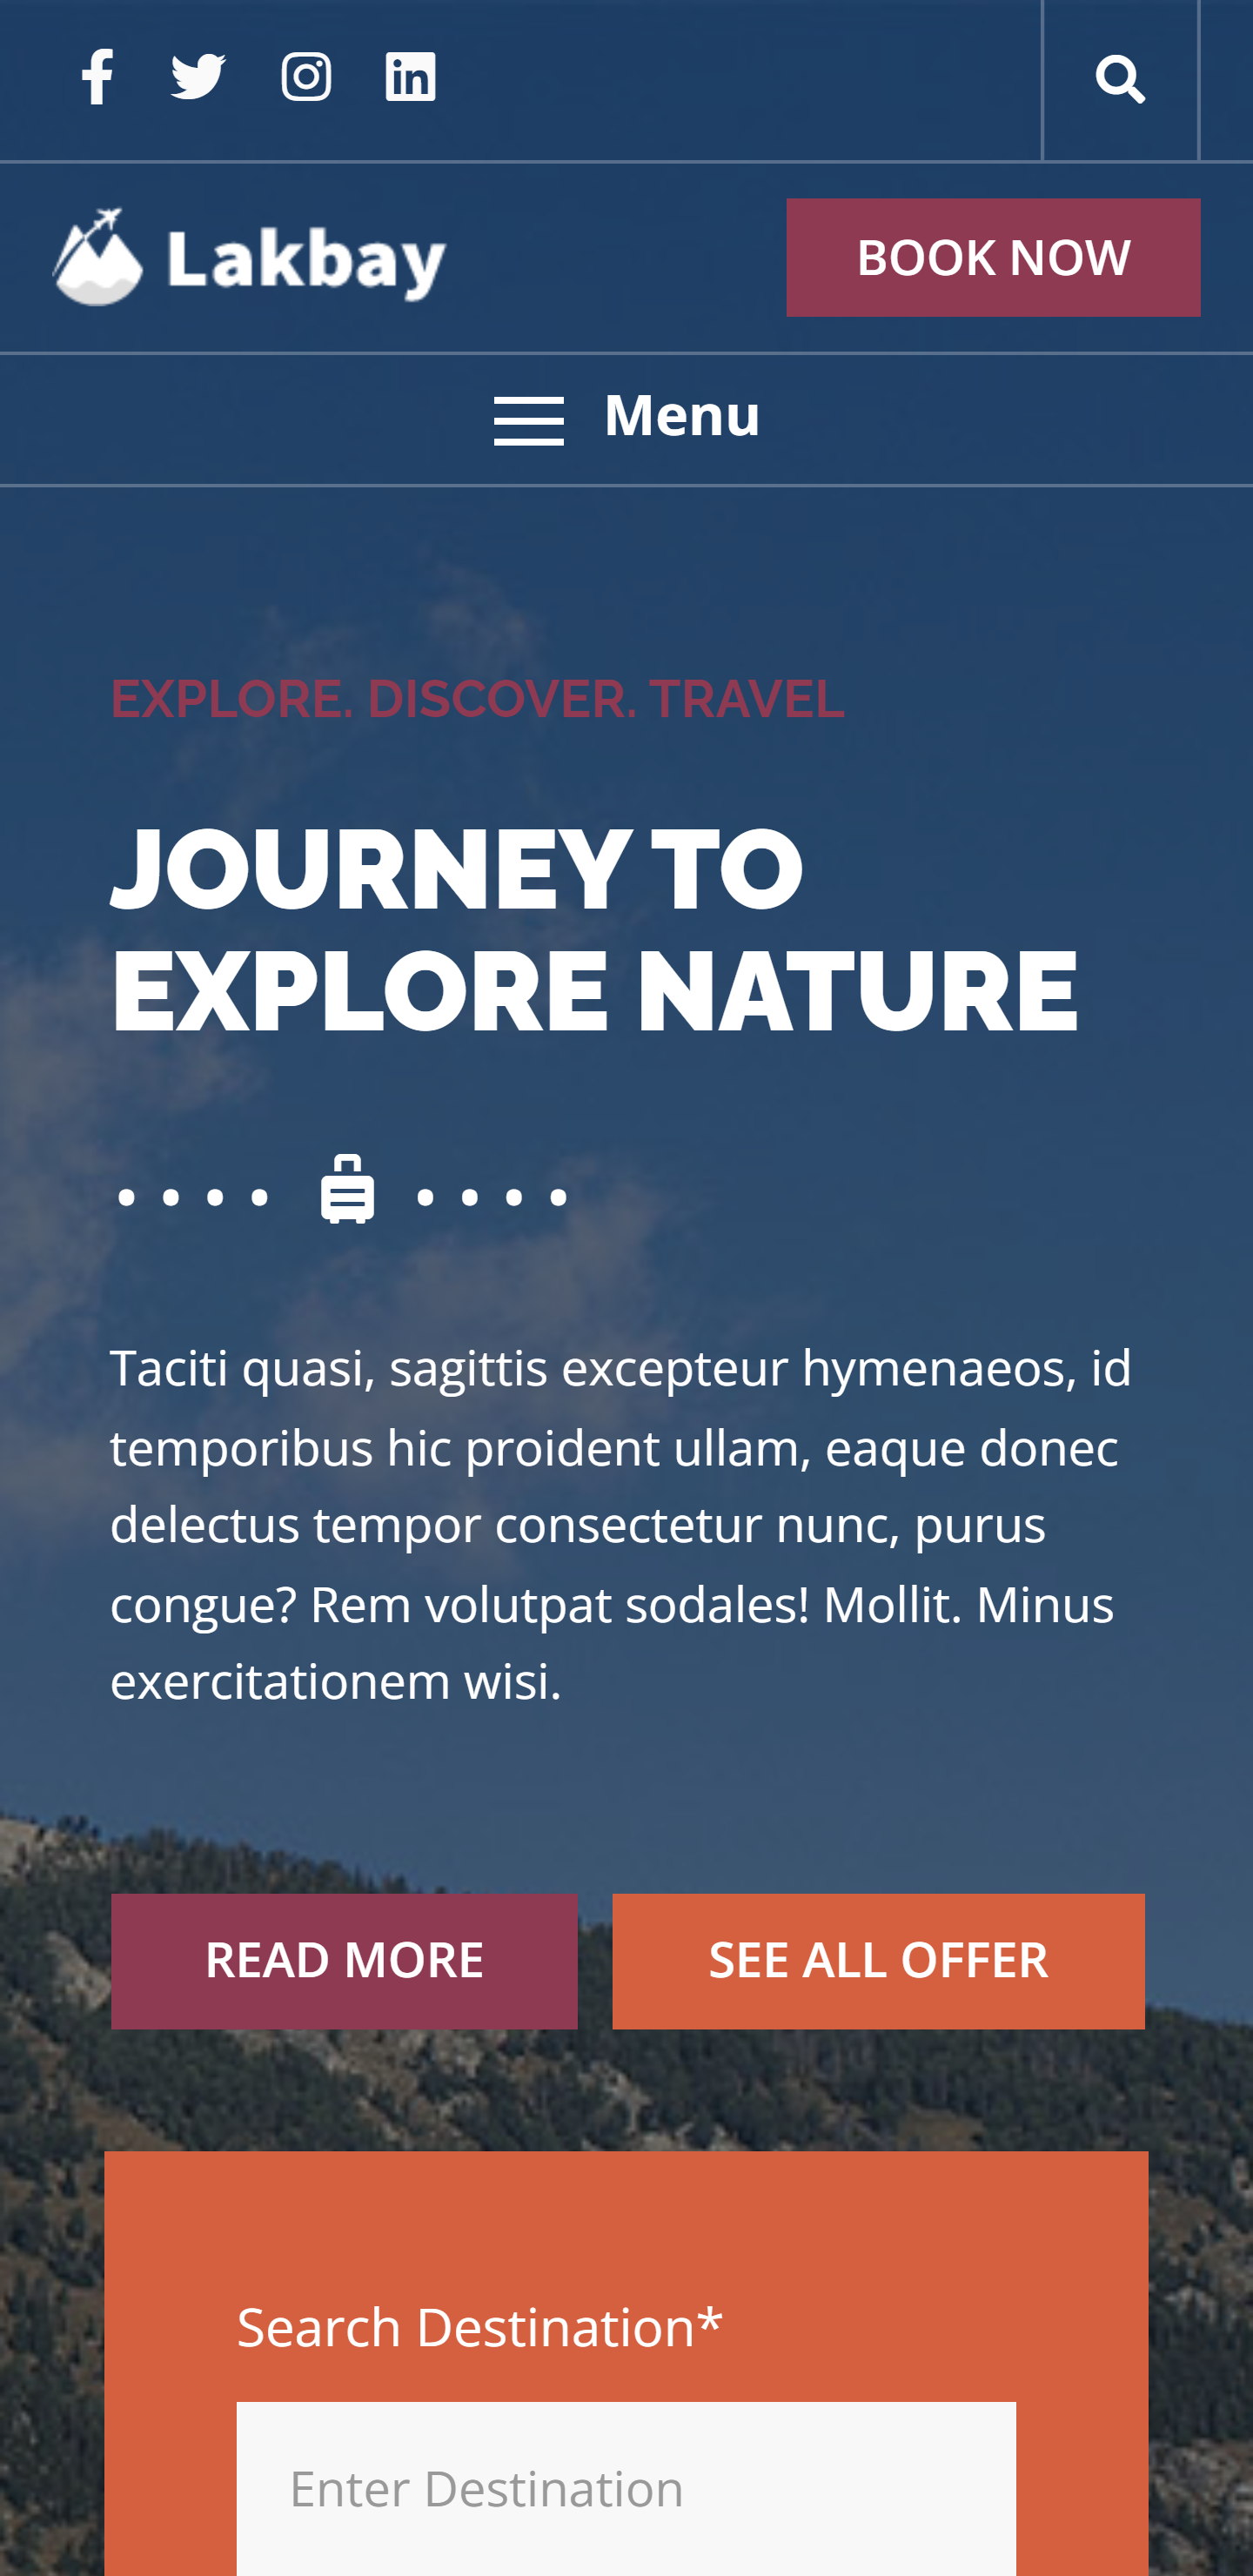 Lakbay
BOOK NOW
Menu
EXPLORE. DISCOVER. TRAVEL
JOURNEY TO
EXPLORE NATURE
Taciti quasi, sagittis excepteur hymenaeos, id
temporibus hic proident ullam, eaque donec
delectus tempor consectetur nunc, purus
congue? Rem volutpat sodales! Mollit. Minus
exercitationem wisi.
READ MORE
SEE ALL OFFER
Search Destination*
Enter Destination